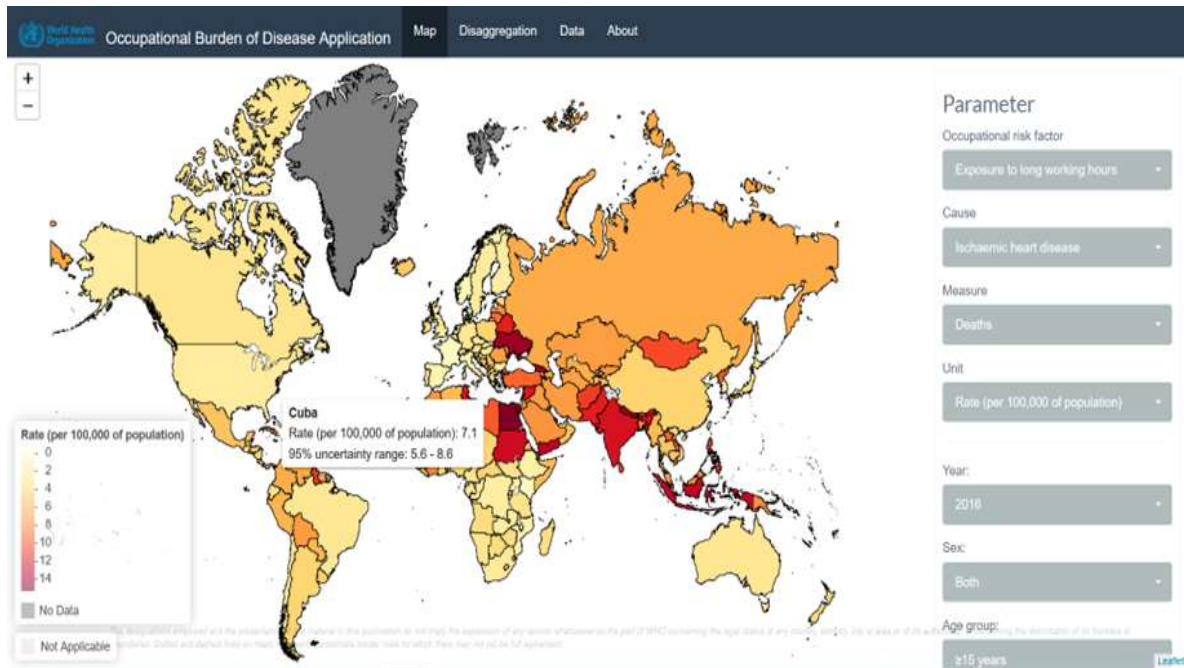 World Health
Organization
Occupational Burden of Disease Application
Map
Disaggregation
Data
About
+
−
Parameter
Occupational risk factor
Exposure to long working hours
Cause
Ischaemic heart disease
Measure
Deaths
Unit
Rate (per 100,000 of population)
Year:
2016
Sex:
Both
Age group:
≥15 years
Cuba
Rate (per 100,000 of population): 7.1
95% uncertainty range: 5.6 - 8.6
Rate (per 100,000 of population)
0
2
4
6
8
10
12
14
No Data
Not Applicable
Leaflet